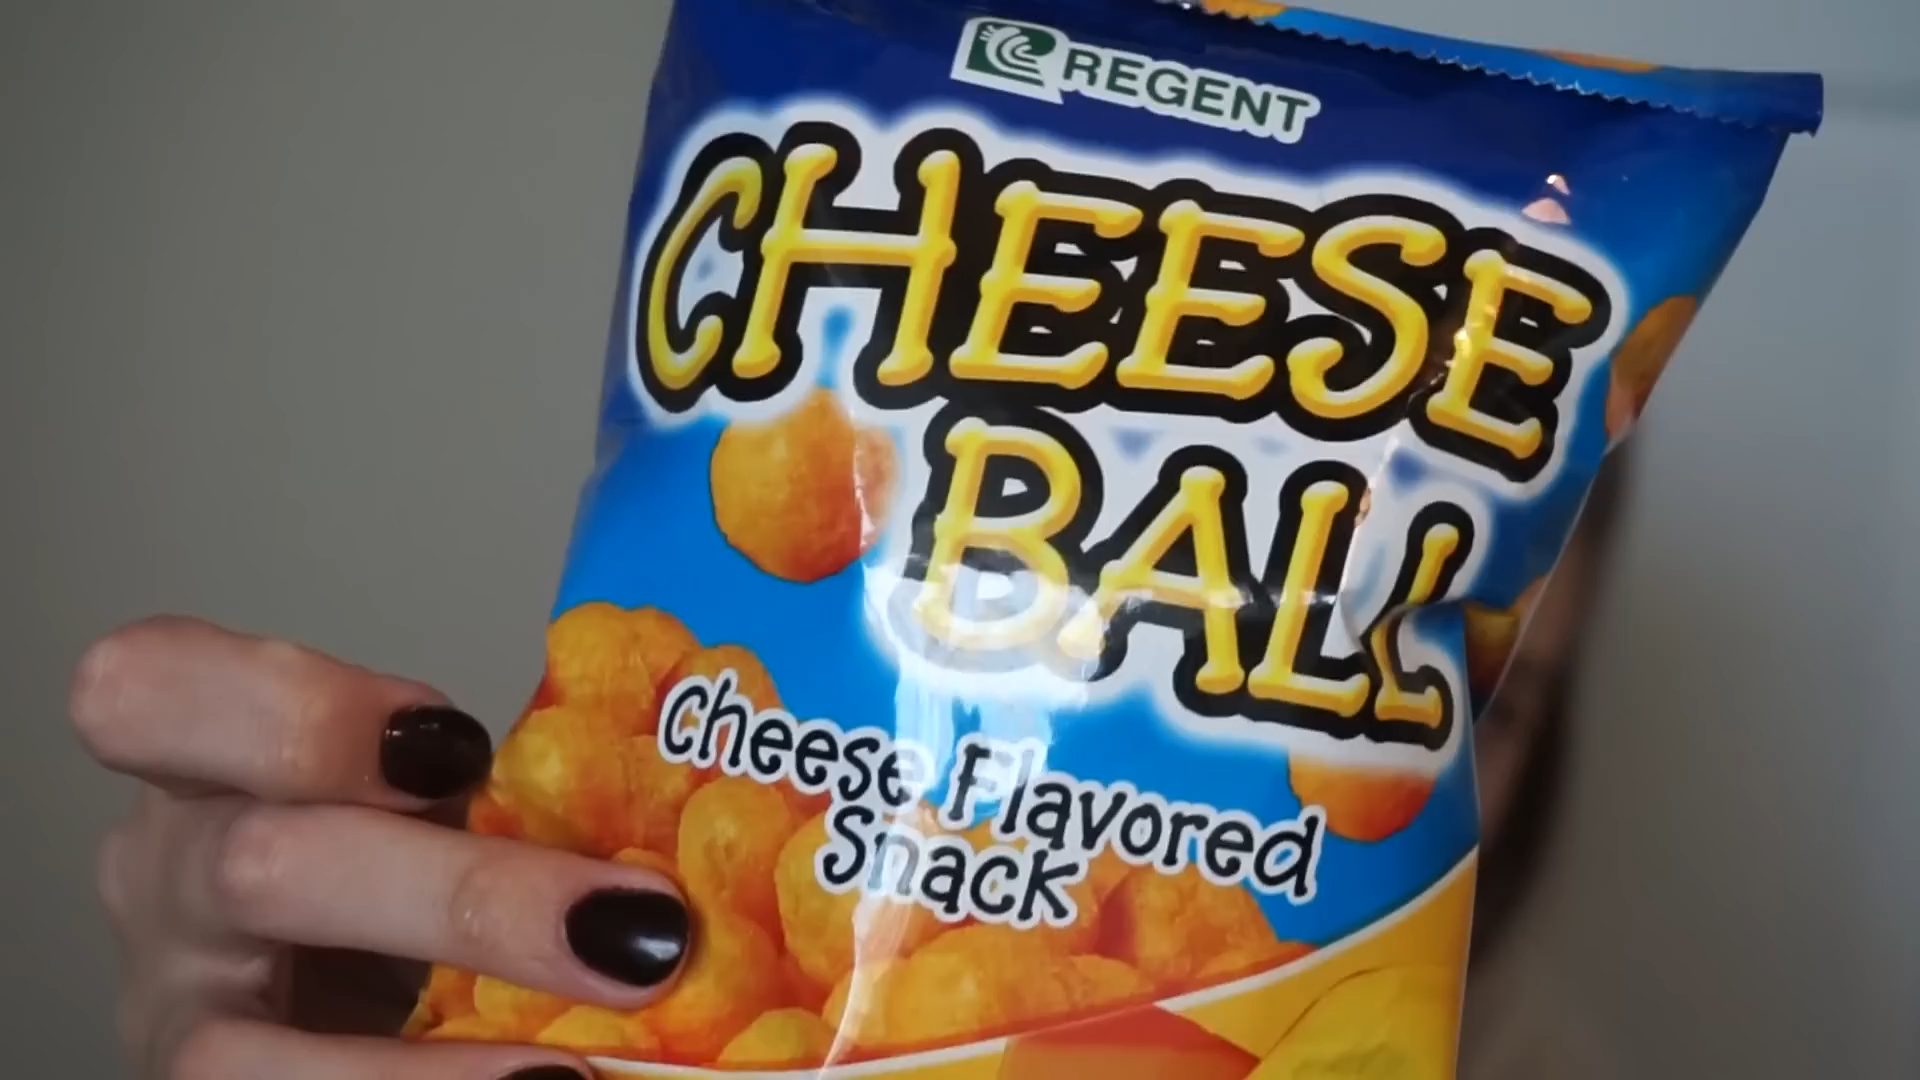 REGENT
CHEESE
BALL
Cheese Flavored
Snack